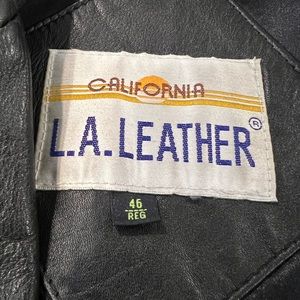 CALIFORNIA
L.A. LEATHER ®
46
REG